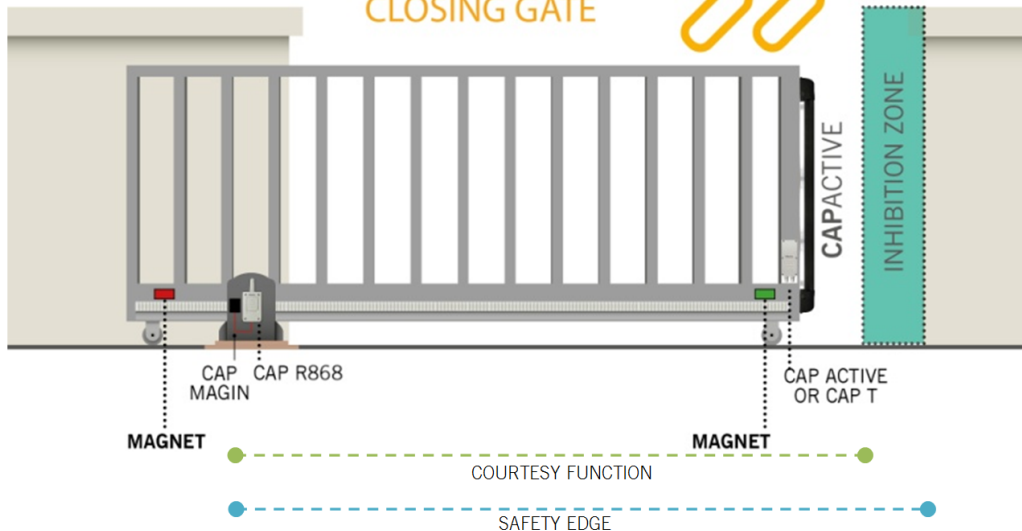 CLOSING GATE
CAPACTIVE
INHIBITION ZONE
CAP
MAGIN
CAP R868
CAP ACTIVE
OR CAP T
MAGNET
MAGNET
COURTESY FUNCTION
SAFETY EDGE